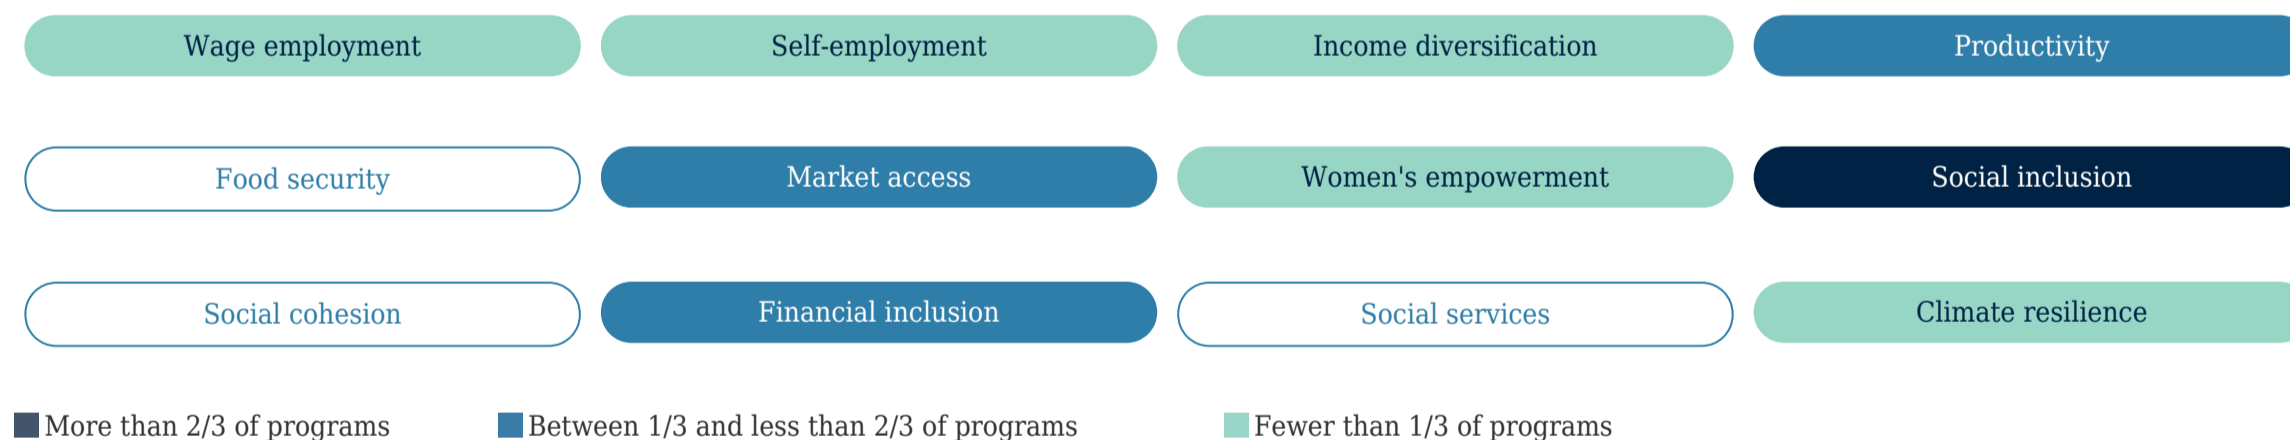 Wage employment
Self-employment
Income diversification
Productivity
Food security
Market access
Women's empowerment
Social inclusion
Social cohesion
Financial inclusion
Social services
Climate resilience
More than 2/3 of programs
Between 1/3 and less than 2/3 of programs
Fewer than 1/3 of programs